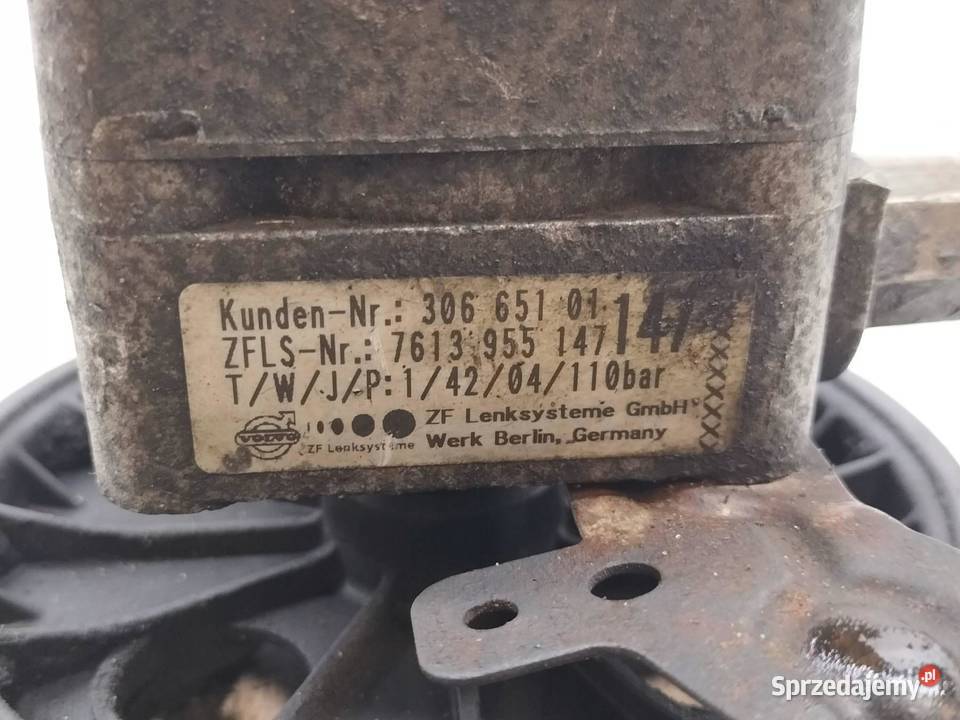 Kunden-Nr.: 306 651 01
ZFLS-Nr.: 7613 955 147
147
T/W/J/P: 1/42/04/110bar
VOLVO
ZF Lenksysteme
ZF Lenksysteme GmbH
Werk Berlin, Germany
XXXXXXXX
Sprzedajemy.pl